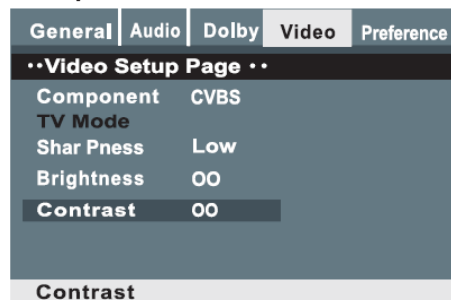 General Audio Dolby Video Preference
··Video Setup Page ··
Component CVBS
TV Mode
Shar Pness Low
Brightness OO
Contrast OO
Contrast